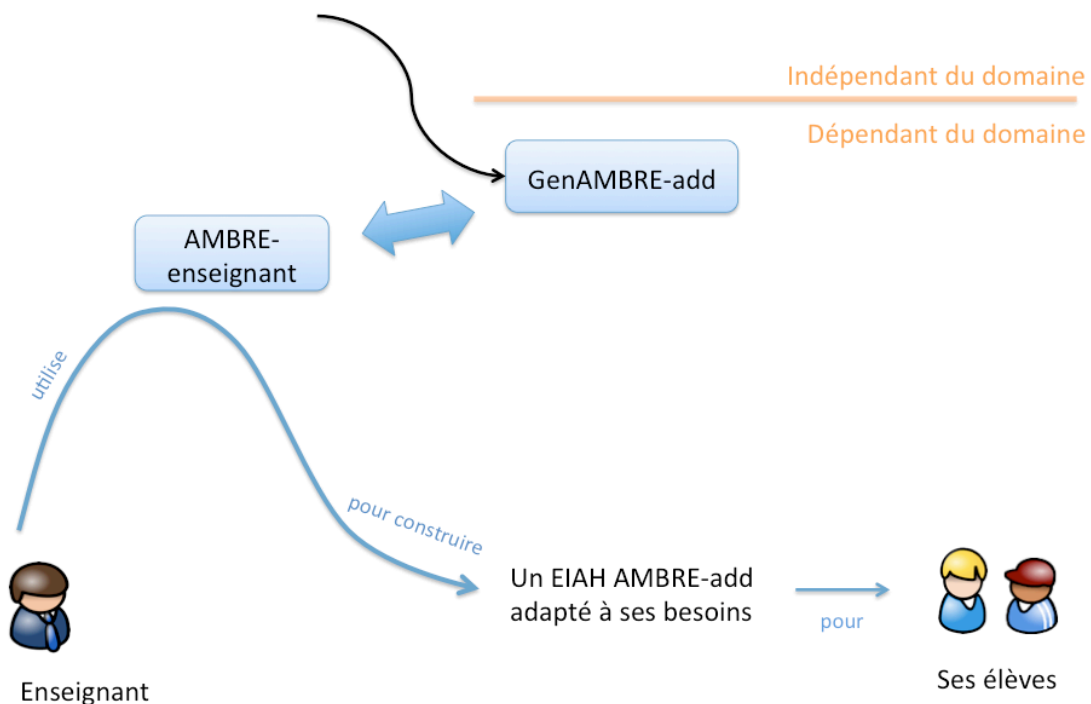 Indépendant du domaine
Dépendant du domaine
GenAMBRE-add
AMBRE-
enseignant
utilise
pour construire
Un EIAH AMBRE-add
adapté à ses besoins
pour
Enseignant
Ses élèves